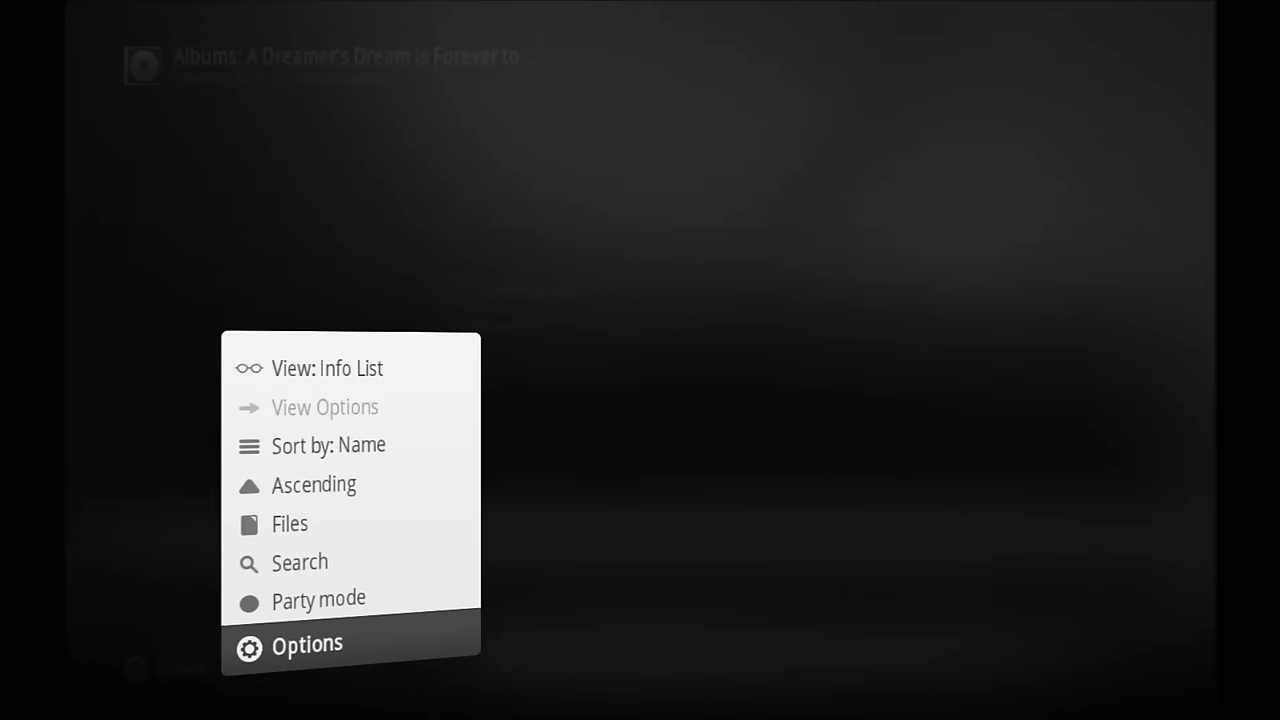 Albums: A Dreamer's Dream is Forever to ...
View: Info List
View Options
Sort by: Name
Ascending
Files
Search
Party mode
Options